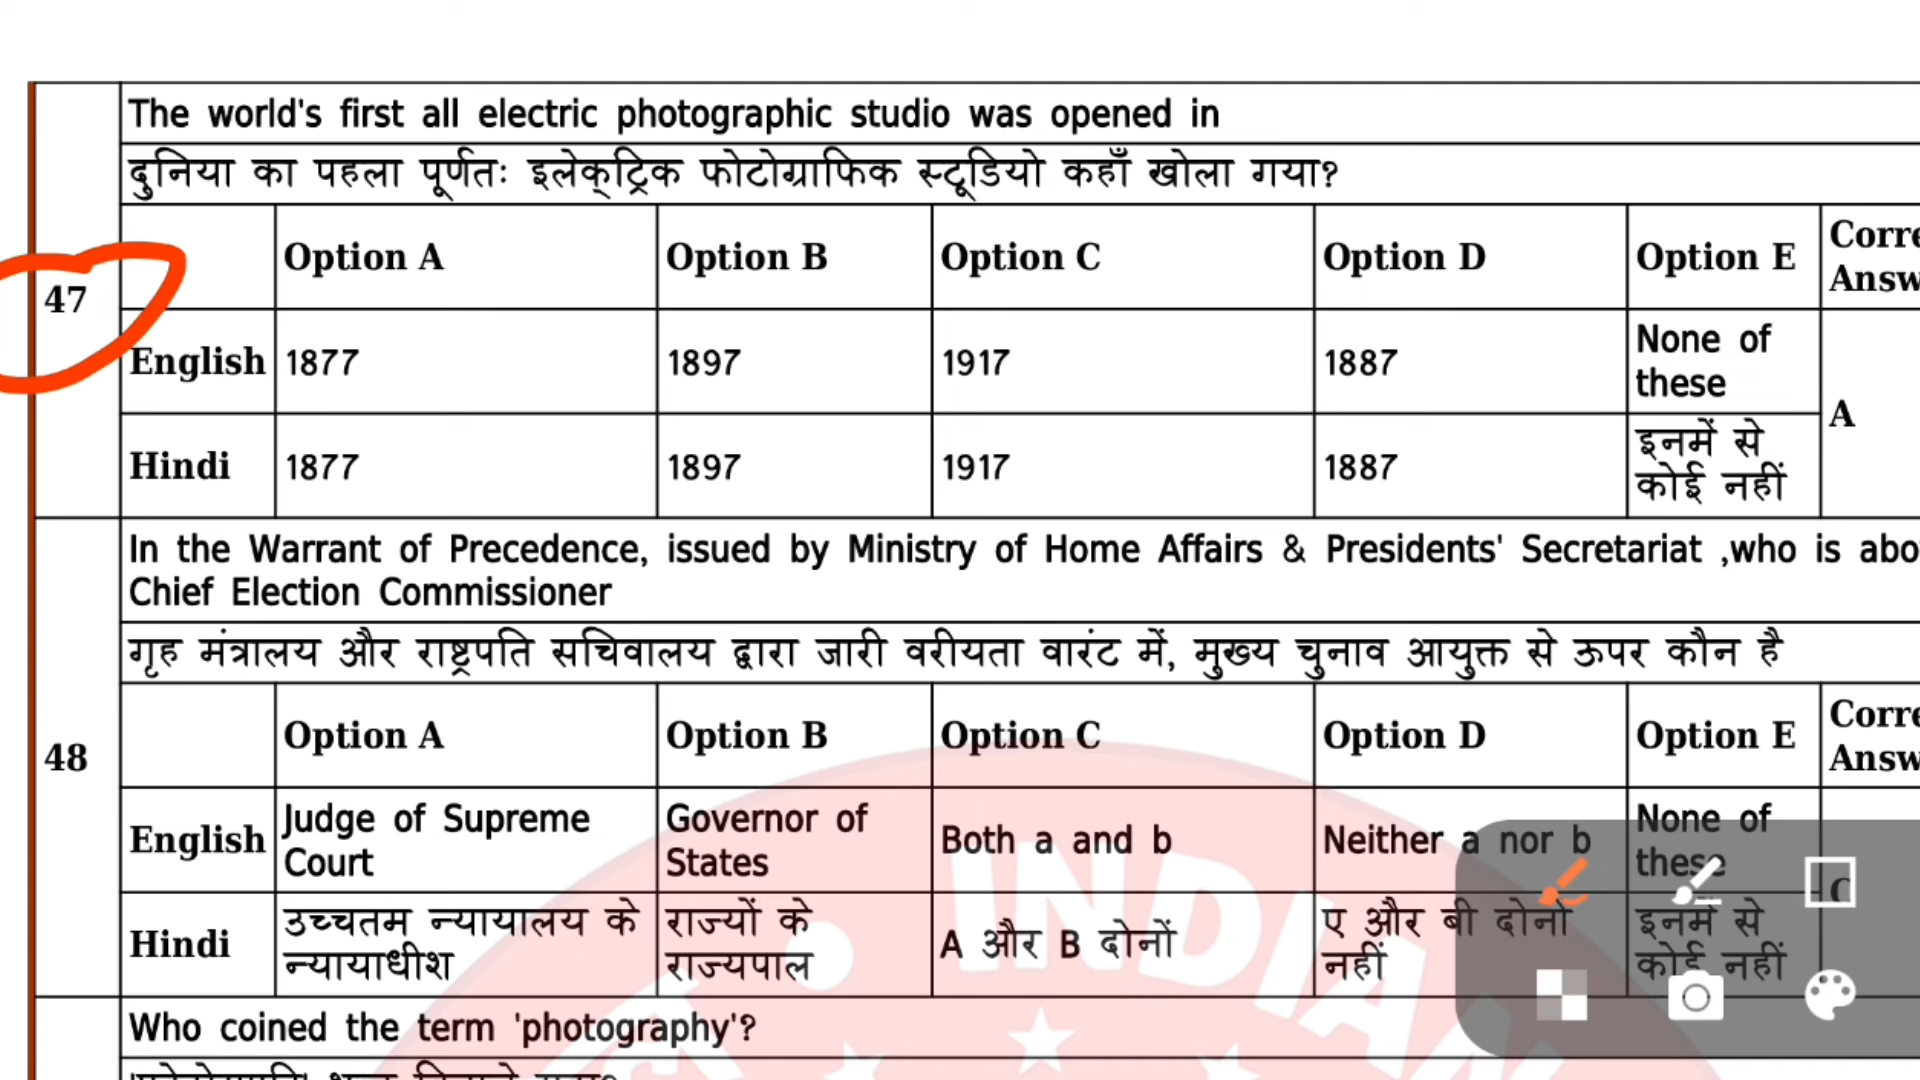 The world's first all electric photographic studio was opened in
दुनिया का पहला पूर्णतः इलेक्ट्रिक फोटोग्राफिक स्टूडियो कहाँ खोला गया?
47
Option A
Option B
Option C
Option D
Option E
Corre
Answ
English
1877
1897
1917
1887
None of
these
A
Hindi
1877
1897
1917
1887
इनमें से
कोई नहीं
In the Warrant of Precedence, issued by Ministry of Home Affairs & Presidents' Secretariat ,who is abo
Chief Election Commissioner
गृह मंत्रालय और राष्ट्रपति सचिवालय द्वारा जारी वरीयता वारंट में, मुख्य चुनाव आयुक्त से ऊपर कौन है
48
Option A
Option B
Option C
Option D
Option E
Corre
Answ
English
Judge of Supreme
Court
Governor of
States
Both a and b
Neither a nor b
None of
these
C
Hindi
उच्चतम न्यायालय के
न्यायाधीश
राज्यों के
राज्यपाल
A और B दोनों
ए और बी दोनों
नहीं
इनमें से
कोई नहीं
INDIAN
Who coined the term 'photography'?